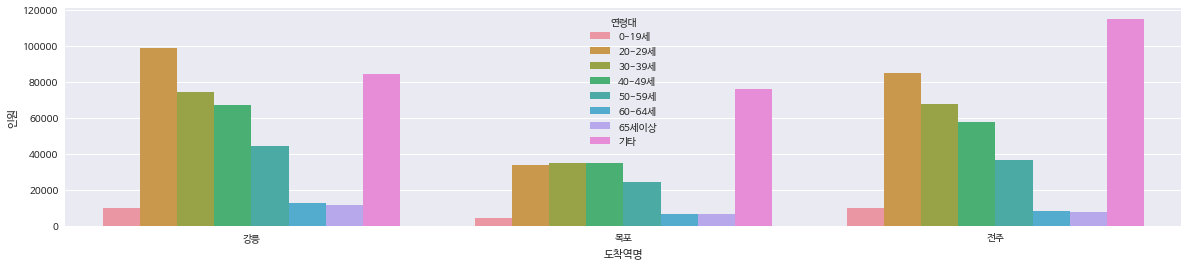 120000
100000
80000
60000
40000
20000
0
인원
연령대
0-19세
20-29세
30-39세
40-49세
50-59세
60-64세
65세이상
기타
강릉
목포
전주
도착역명